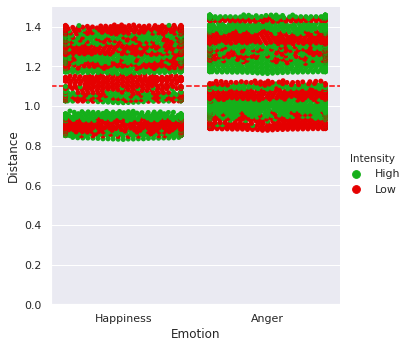 1.4
1.2
1.0
0.8
0.6
0.4
0.2
0.0
Distance
Happiness
Anger
Emotion
Intensity
High
Low